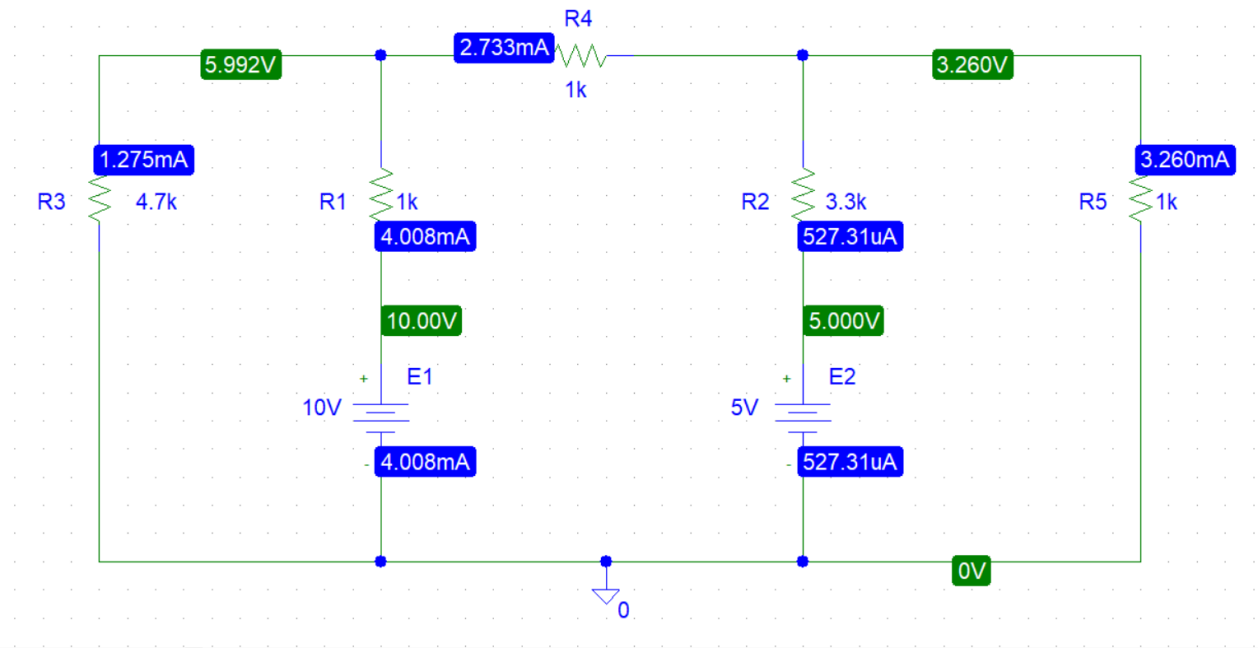 R4
5.992V
2.733mA
3.260V
1k
1.275mA
3.260mA
R3
4.7k
R1
1k
R2
3.3k
R5
1k
4.008mA
527.31uA
10.00V
5.000V
+
E1
+
E2
10V
5V
-
4.008mA
-
527.31uA
0V
0